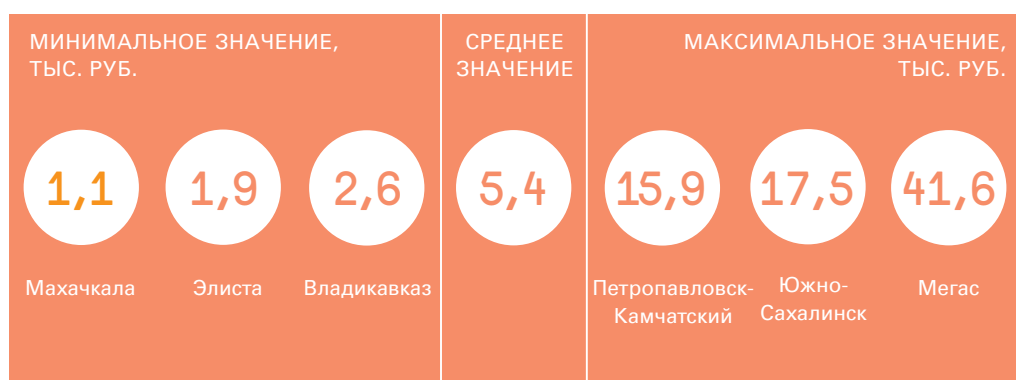 МИНИМАЛЬНОЕ ЗНАЧЕНИЕ,
ТЫС. РУБ.
1,1
1,9
2,6
Махачкала
Элиста
Владикавказ
СРЕДНЕЕ
ЗНАЧЕНИЕ
5,4
МАКСИМАЛЬНОЕ ЗНАЧЕНИЕ,
ТЫС. РУБ.
15,9
17,5
41,6
Петропавловск-
Камчатский
Южно-
Сахалинск
Мегас